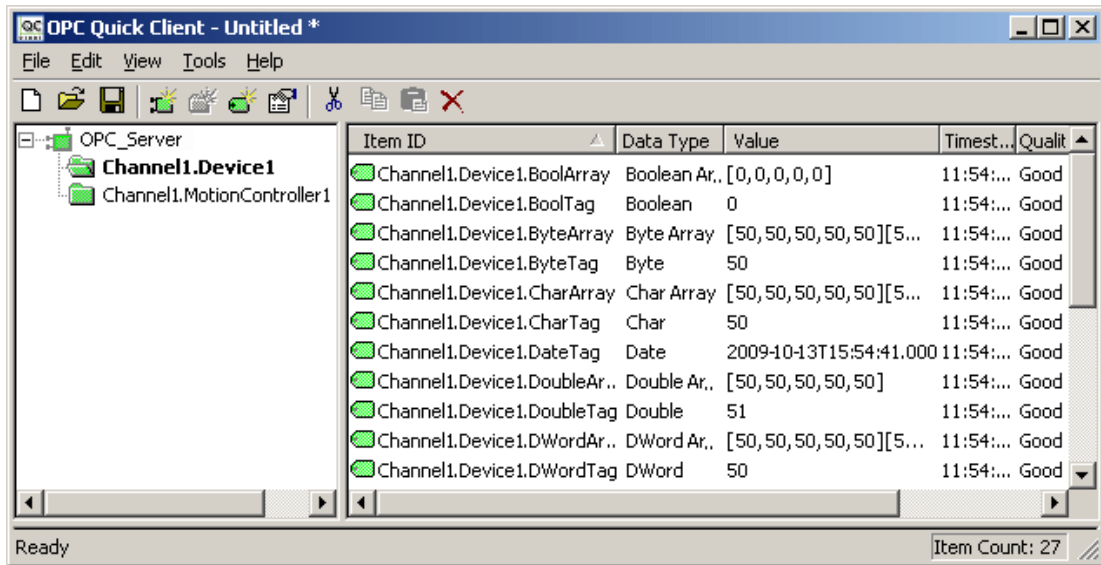 OPC Quick Client - Untitled *
File Edit View Tools Help
OPC_Server
Channel1.Device1
Channel1.MotionController1
Item ID Data Type Value Timest... Qualit
Channel1.Device1.BoolArray Boolean Ar.. [0,0,0,0,0] 11:54:... Good
Channel1.Device1.BoolTag Boolean 0 11:54:... Good
Channel1.Device1.ByteArray Byte Array [50,50,50,50,50][5... 11:54:... Good
Channel1.Device1.ByteTag Byte 50 11:54:... Good
Channel1.Device1.CharArray Char Array [50,50,50,50,50][5... 11:54:... Good
Channel1.Device1.CharTag Char 50 11:54:... Good
Channel1.Device1.DateTag Date 2009-10-13T15:54:41.000 11:54:... Good
Channel1.Device1.DoubleAr.. Double Ar.. [50,50,50,50,50] 11:54:... Good
Channel1.Device1.DoubleTag Double 51 11:54:... Good
Channel1.Device1.DWordAr.. DWord Ar.. [50,50,50,50,50][5... 11:54:... Good
Channel1.Device1.DWordTag DWord 50 11:54:... Good
Ready Item Count: 27